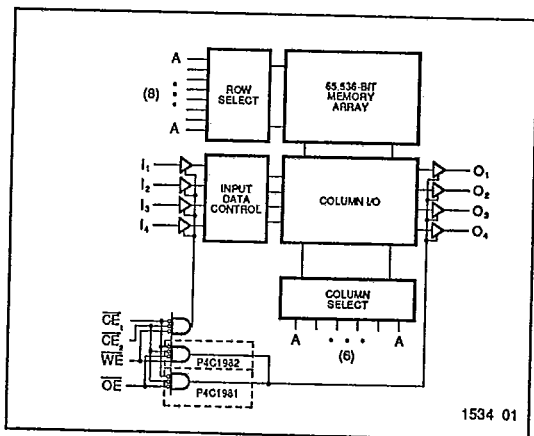 A
(8)
A
ROW
SELECT
65,536-BIT
MEMORY
ARRAY
I1
I2
I3
I4
INPUT
DATA
CONTROL
COLUMN I/O
O1
O2
O3
O4
COLUMN
SELECT
A
A
(6)
CE1
CE2
WE
OE
P4C1982
P4C1981
1534 01